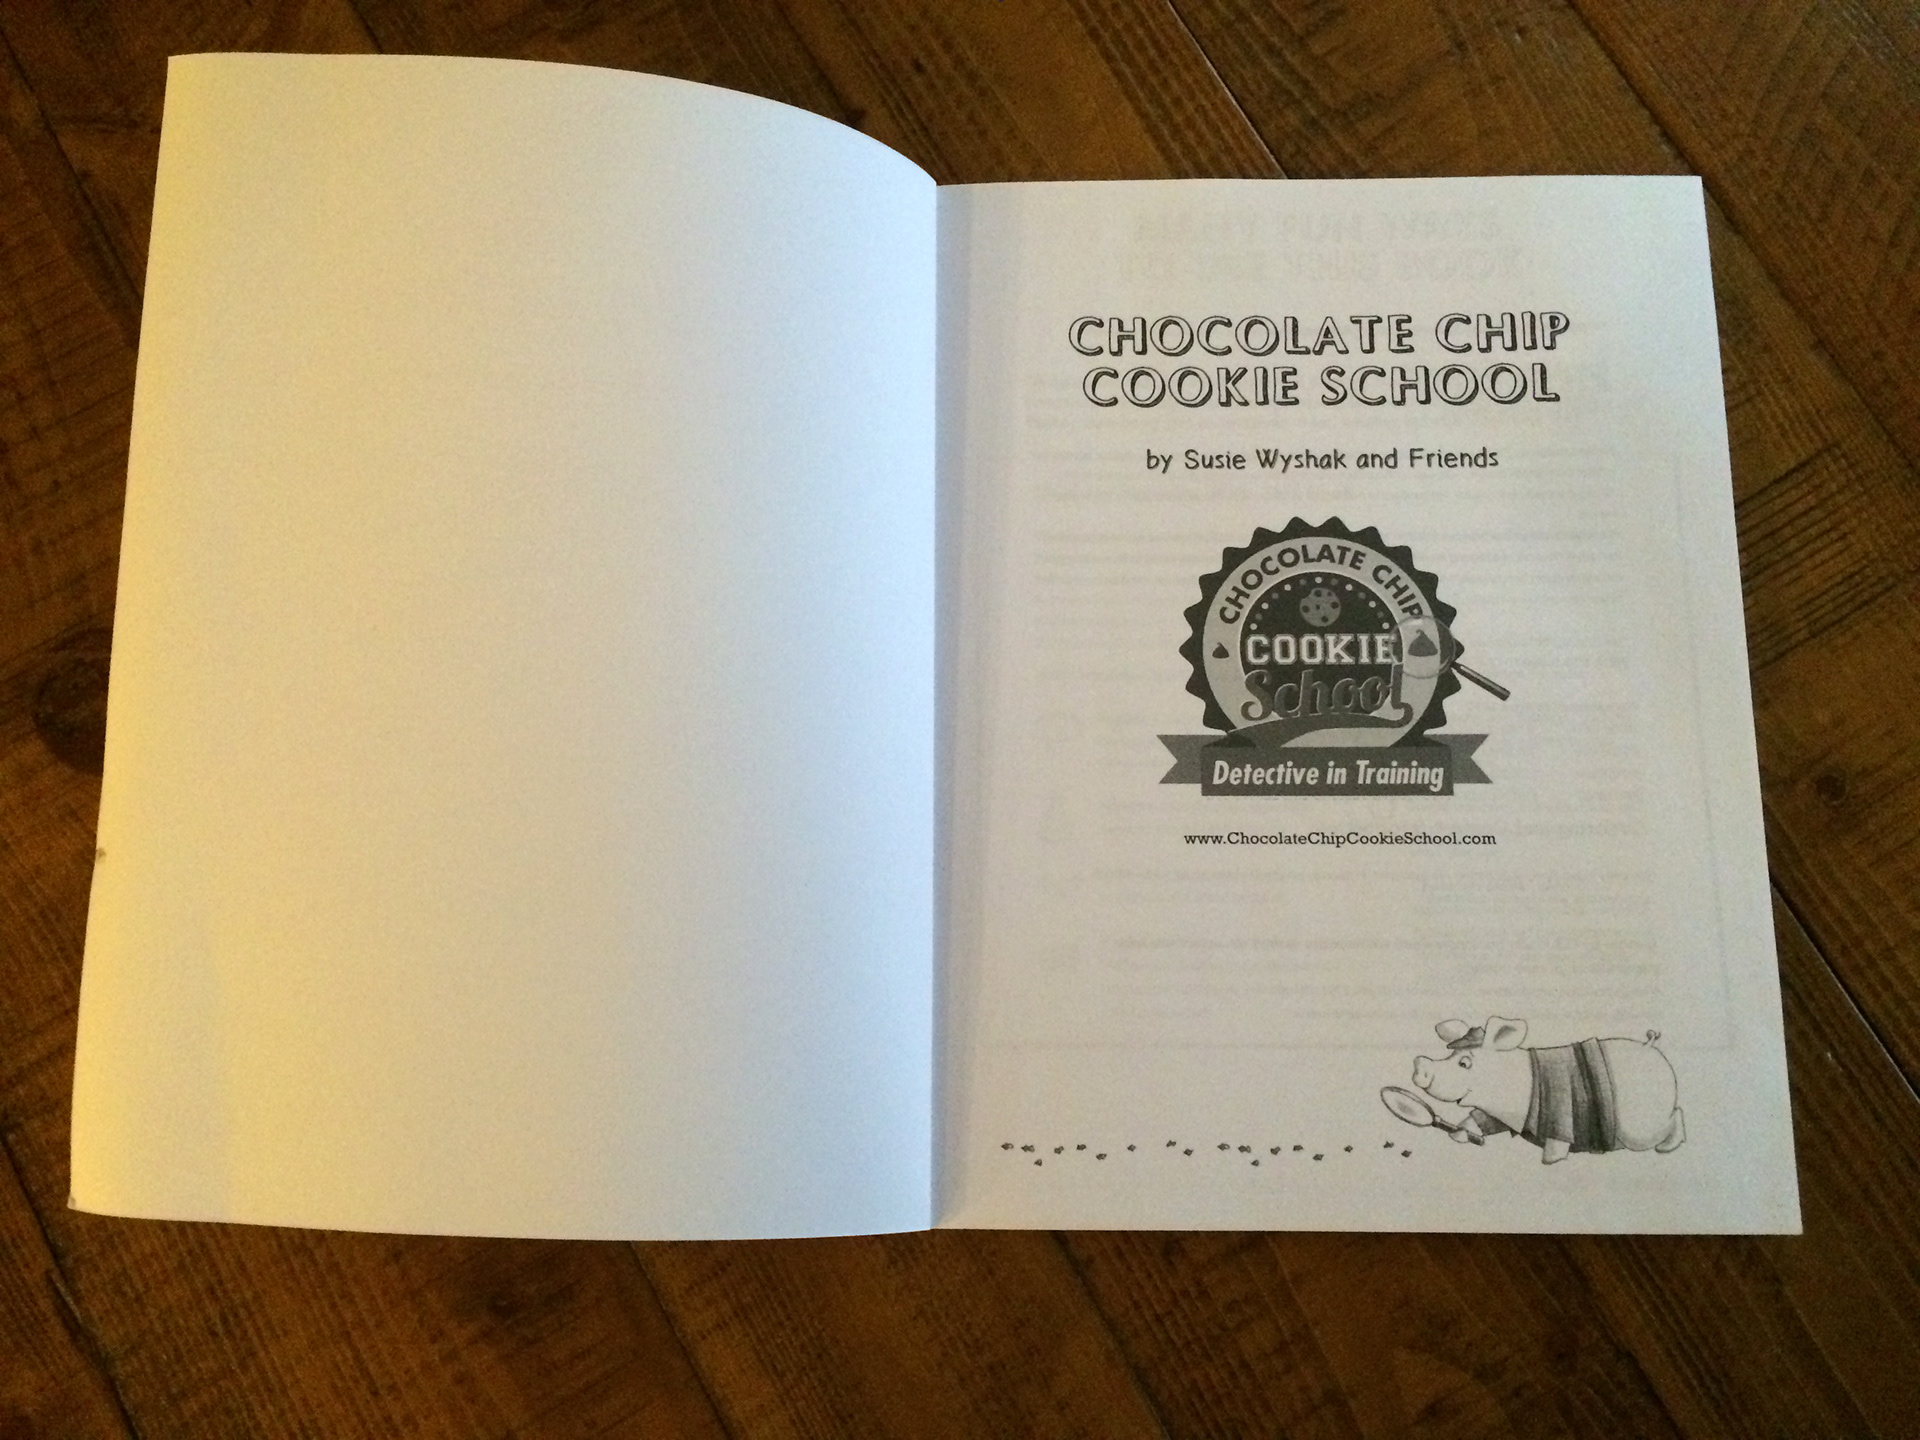 CHOCOLATE CHIP
COOKIE SCHOOL
by Susie Wyshak and Friends
CHOCOLATE CHIP
COOKIE
School
Detective in Training
www.ChocolateChipCookieSchool.com